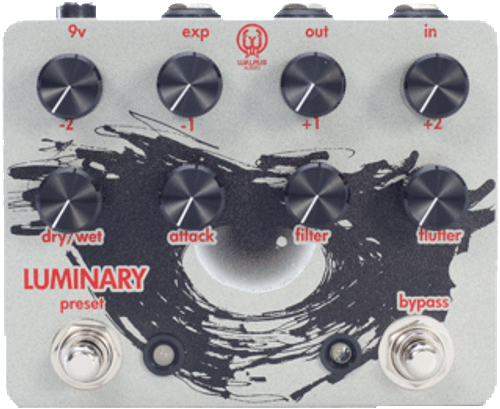 9v exp out in
WALRUS
AUDIO
-2 -1 +1 +2
dry/wet attack filter flutter
LUMINARY
preset bypass